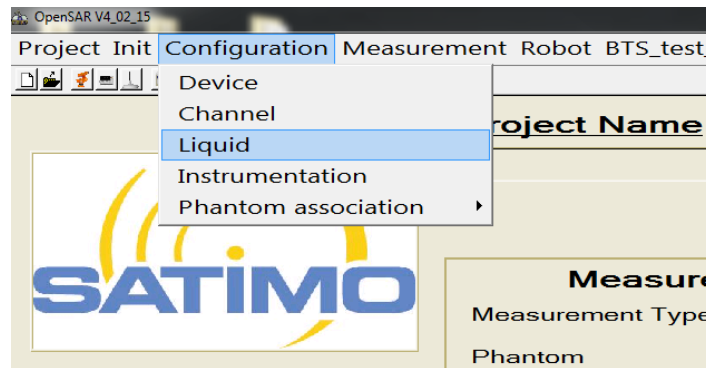 OpenSAR V4_02_15
Project Init Configuration Measurement Robot BTS_test_
Device
Channel
Liquid
Instrumentation
Phantom association
roject Name
SATIMO
Measure
Measurement Type
Phantom